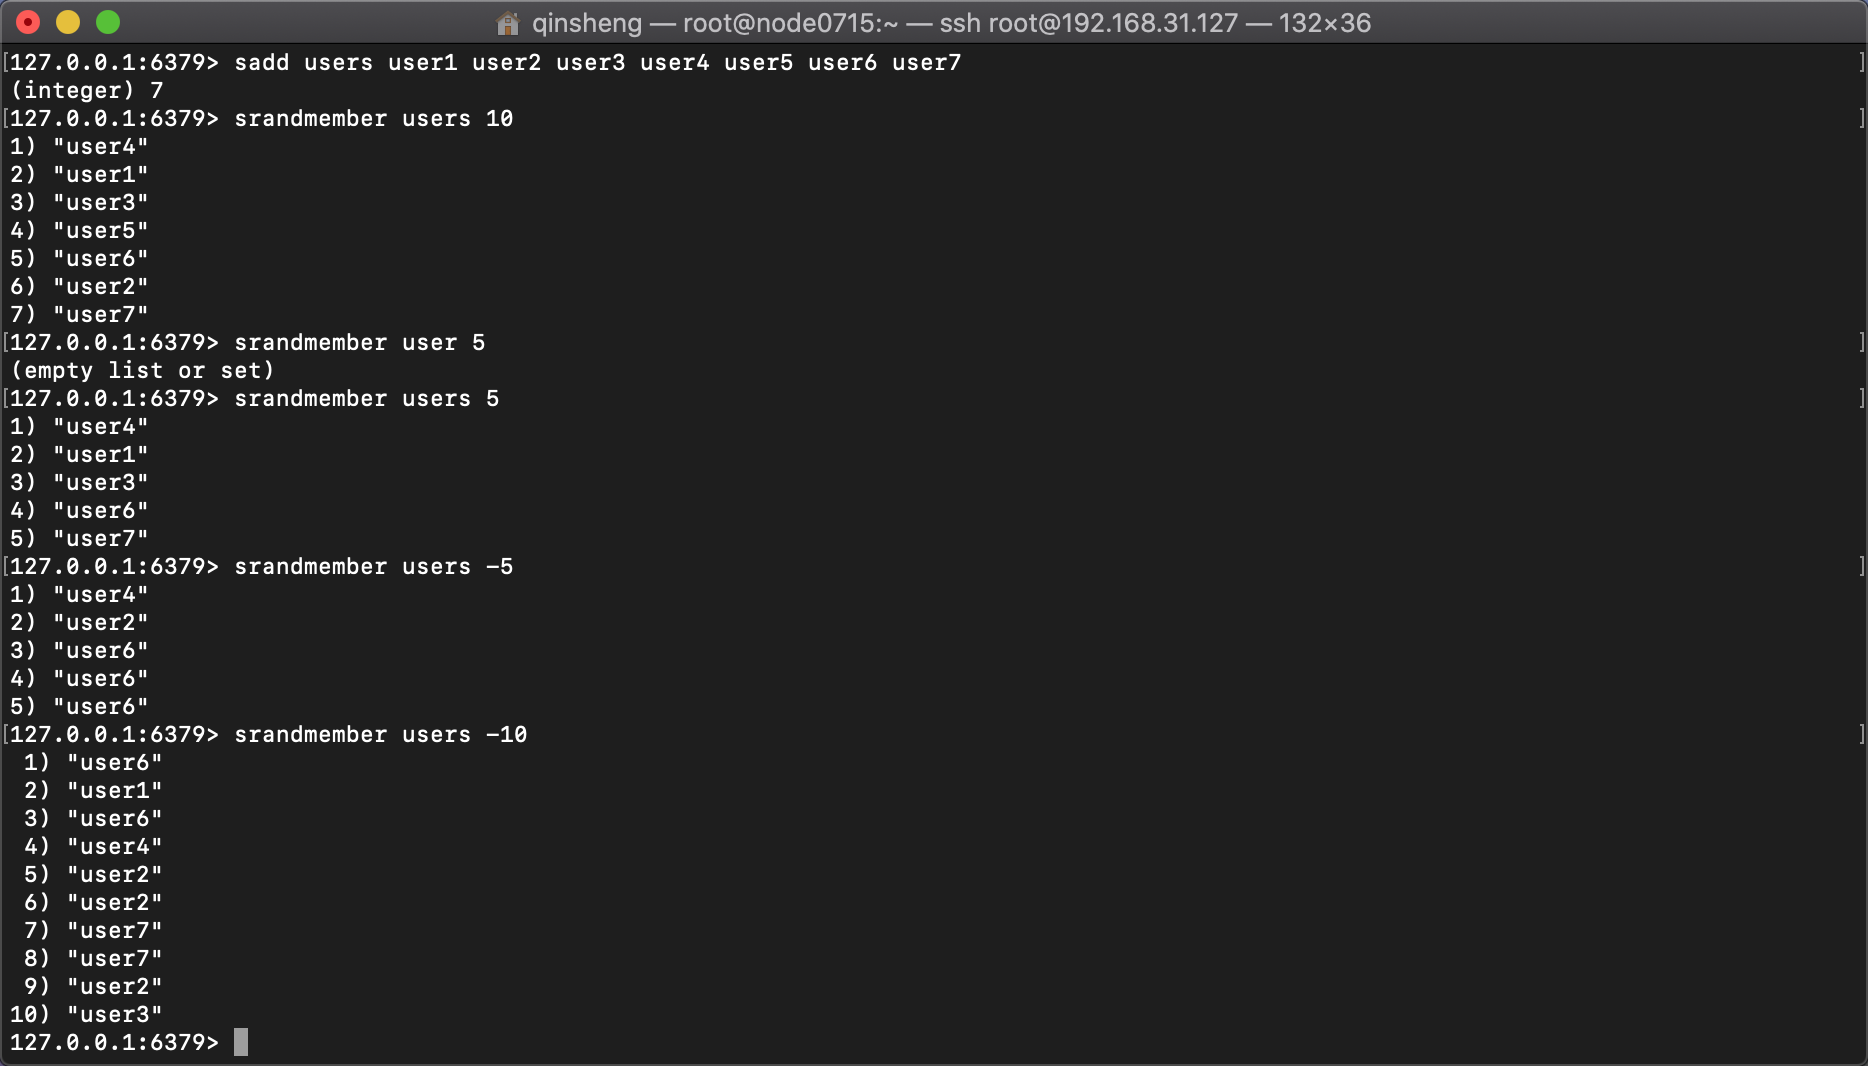 qinsheng — root@node0715:~ — ssh root@192.168.31.127 — 132×36
[127.0.0.1:6379> sadd users user1 user2 user3 user4 user5 user6 user7 ]
(integer) 7
[127.0.0.1:6379> srandmember users 10 ]
1) "user4"
2) "user1"
3) "user3"
4) "user5"
5) "user6"
6) "user2"
7) "user7"
[127.0.0.1:6379> srandmember user 5 ]
(empty list or set)
[127.0.0.1:6379> srandmember users 5 ]
1) "user4"
2) "user1"
3) "user3"
4) "user6"
5) "user7"
[127.0.0.1:6379> srandmember users -5 ]
1) "user4"
2) "user2"
3) "user6"
4) "user6"
5) "user6"
[127.0.0.1:6379> srandmember users -10 ]
1) "user6"
2) "user1"
3) "user6"
4) "user4"
5) "user2"
6) "user2"
7) "user7"
8) "user7"
9) "user2"
10) "user3"
127.0.0.1:6379>